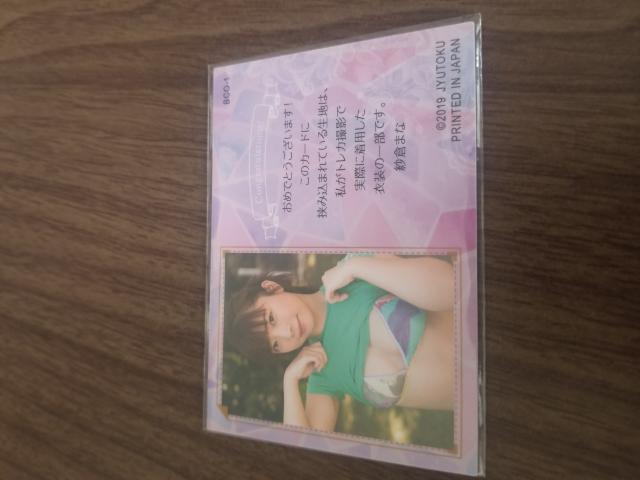 BCO-1
Congratulations
おめでとうございます!
このカードに
挟み込まれている生地は、
私がトレカ撮影で
実際に着用した
衣装の一部です。
紗倉まな
©2019 JYUTOKU
PRINTED IN JAPAN